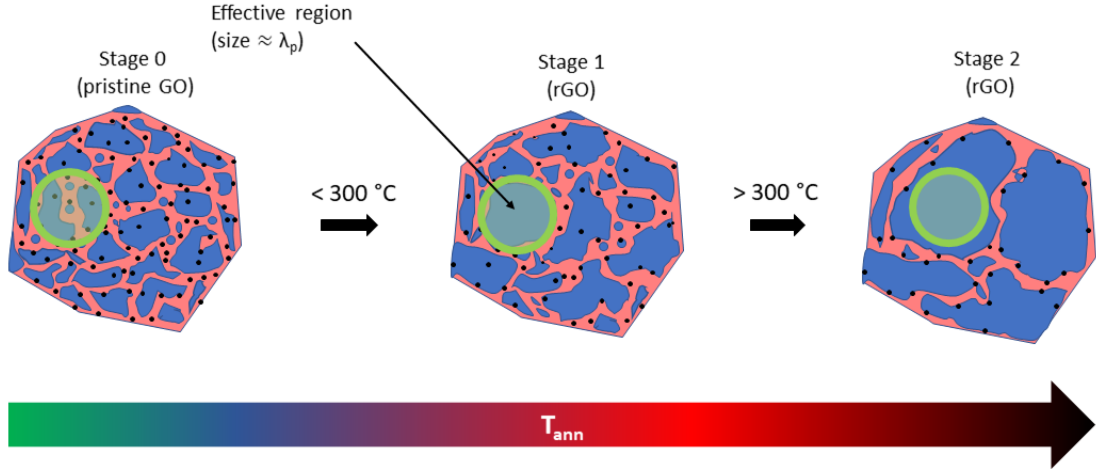 Effective region
(size ≈ λp)
Stage 0
(pristine GO)
Stage 1
(rGO)
Stage 2
(rGO)
< 300 °C
> 300 °C
Tann